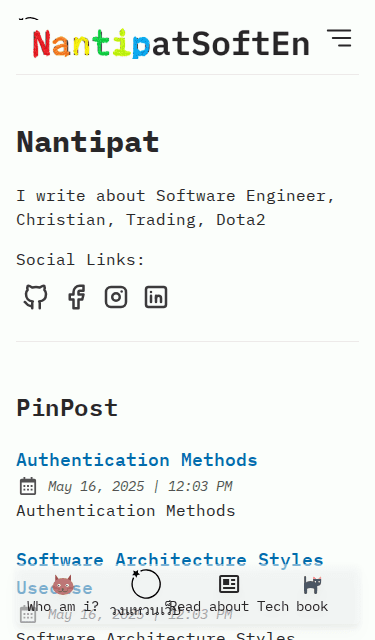 NantipatSoftEn
Nantipat
I write about Software Engineer,
Christian, Trading, Dota2
Social Links:
PinPost
Authentication Methods
May 16, 2025 | 12:03 PM
Authentication Methods
Software Architecture Styles
Usecase
Who am i? วงแหวนเว็บ Read about Tech book
May 16, 2025 | 12:03 PM
Software Architecture Styles